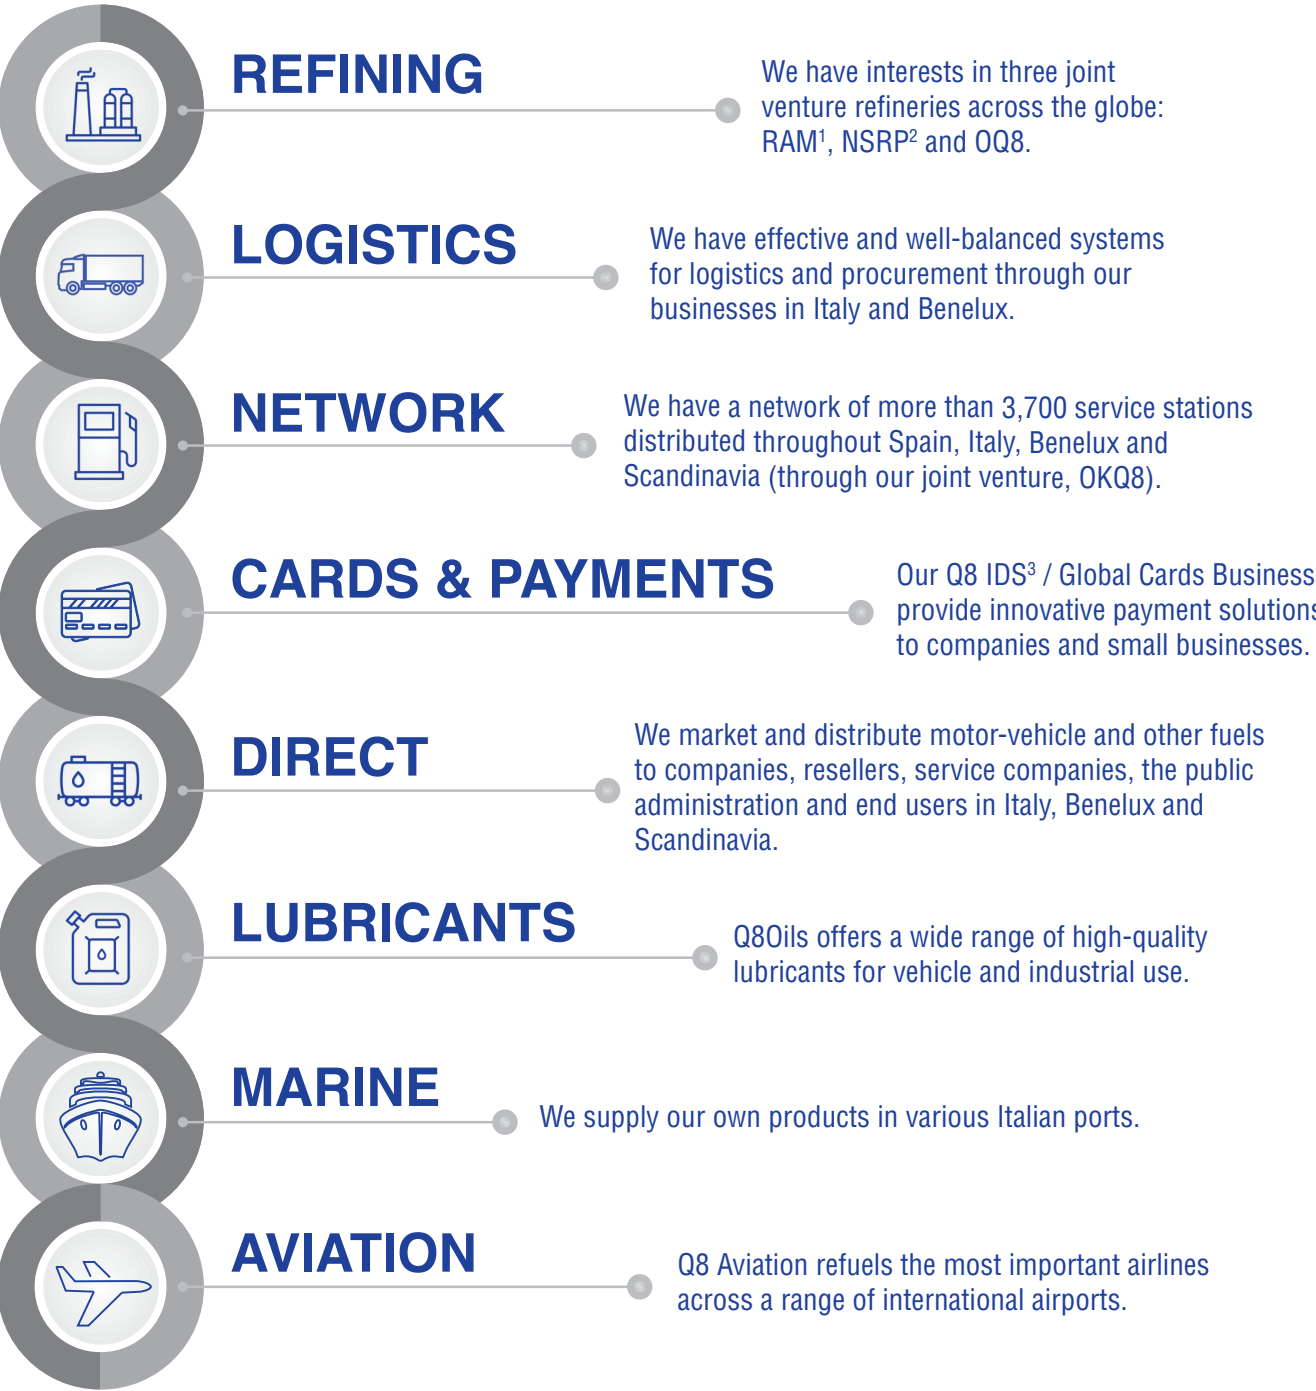 REFINING
We have interests in three joint
venture refineries across the globe:
RAM¹, NSRP² and OQ8.
LOGISTICS
We have effective and well-balanced systems
for logistics and procurement through our
businesses in Italy and Benelux.
NETWORK
We have a network of more than 3,700 service stations
distributed throughout Spain, Italy, Benelux and
Scandinavia (through our joint venture, OKQ8).
CARDS & PAYMENTS
Our Q8 IDS³ / Global Cards Business
provide innovative payment solutions
to companies and small businesses.
DIRECT
We market and distribute motor-vehicle and other fuels
to companies, resellers, service companies, the public
administration and end users in Italy, Benelux and
Scandinavia.
LUBRICANTS
Q8Oils offers a wide range of high-quality
lubricants for vehicle and industrial use.
MARINE
We supply our own products in various Italian ports.
AVIATION
Q8 Aviation refuels the most important airlines
across a range of international airports.